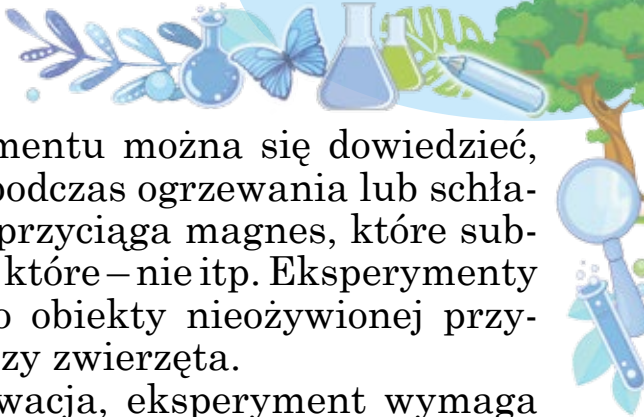 mentu można się dowiedzieć,
podczas ogrzewania lub schła-
przyciąga magnes, które sub-
które – nie itp. Eksperymenty
o obiekty nieożywionej przy-
zy zwierzęta.
wacja, eksperyment wymaga